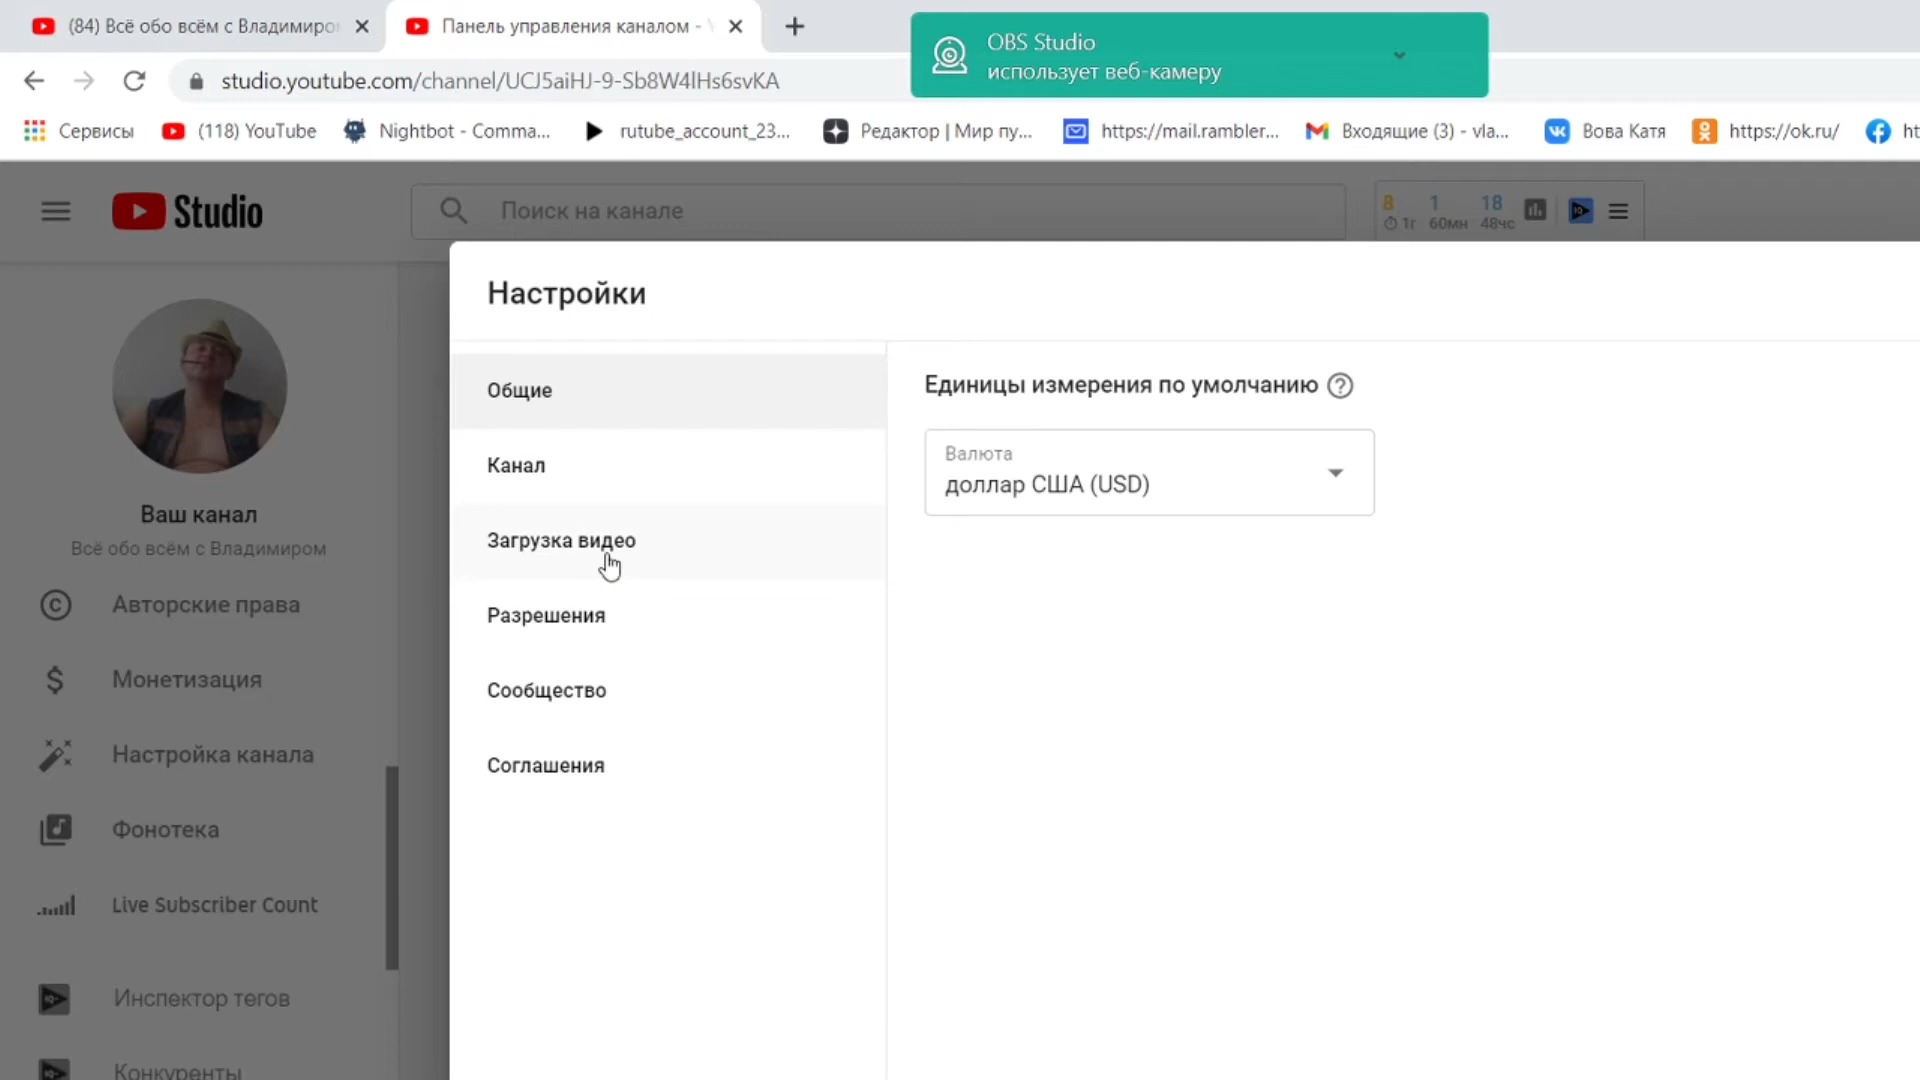 (84) Всё обо всём с Владимиро
Панель управления каналом -
OBS Studio
использует веб-камеру
studio.youtube.com/channel/UCJ5aiHJ-9-Sb8W4lHs6svKA
Сервисы
(118) YouTube
Nightbot - Comma...
rutube_account_23...
Редактор | Мир пу...
https://mail.rambler...
Входящие (3) - vla...
Вова Катя
https://ok.ru/
ht
Studio
Поиск на канале
8 1 18
1г 60мн 48чс
Настройки
Общие
Канал
Загрузка видео
Разрешения
Сообщество
Соглашения
Единицы измерения по умолчанию
Валюта
доллар США (USD)
Ваш канал
Всё обо всём с Владимиром
Авторские права
Монетизация
Настройка канала
Фонотека
Live Subscriber Count
Инспектор тегов
Конкуренты